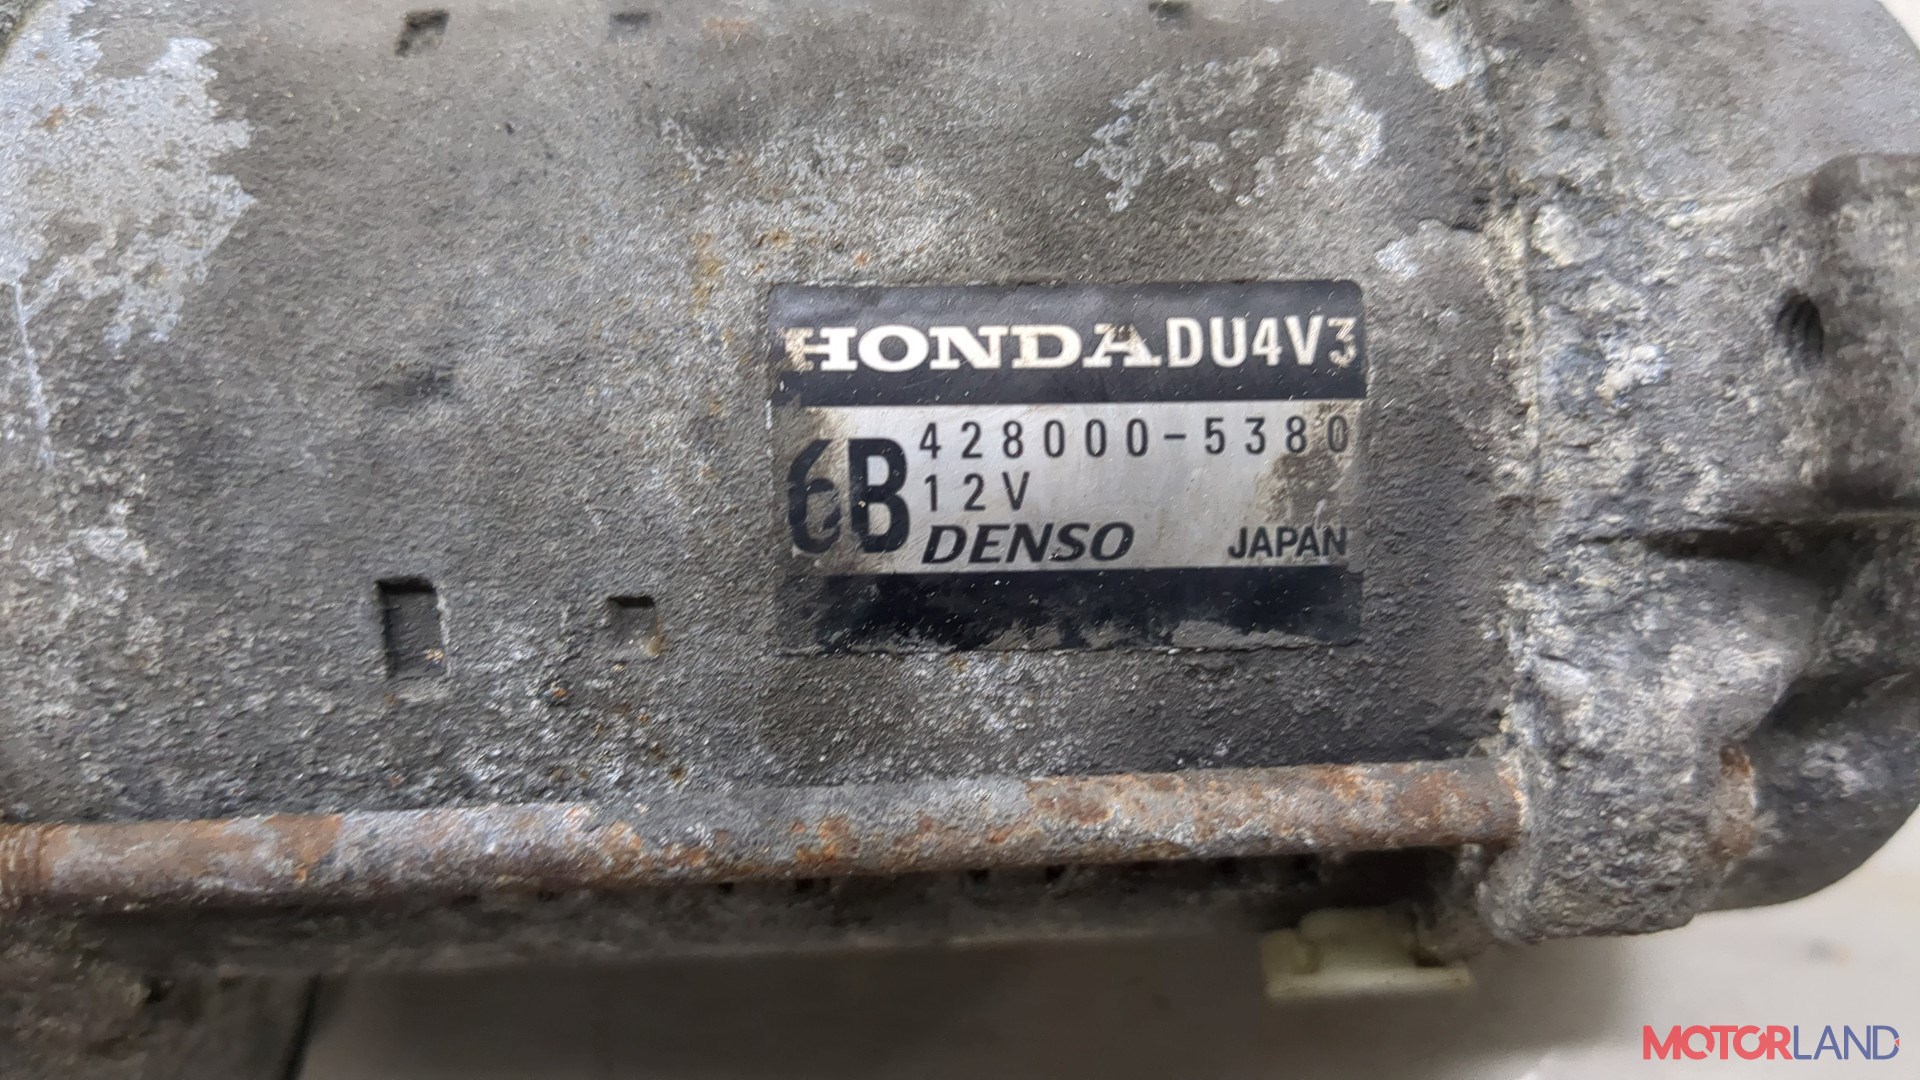 HONDA DU4V3
6B 428000-5380
12V
DENSO JAPAN
MOTORLAND